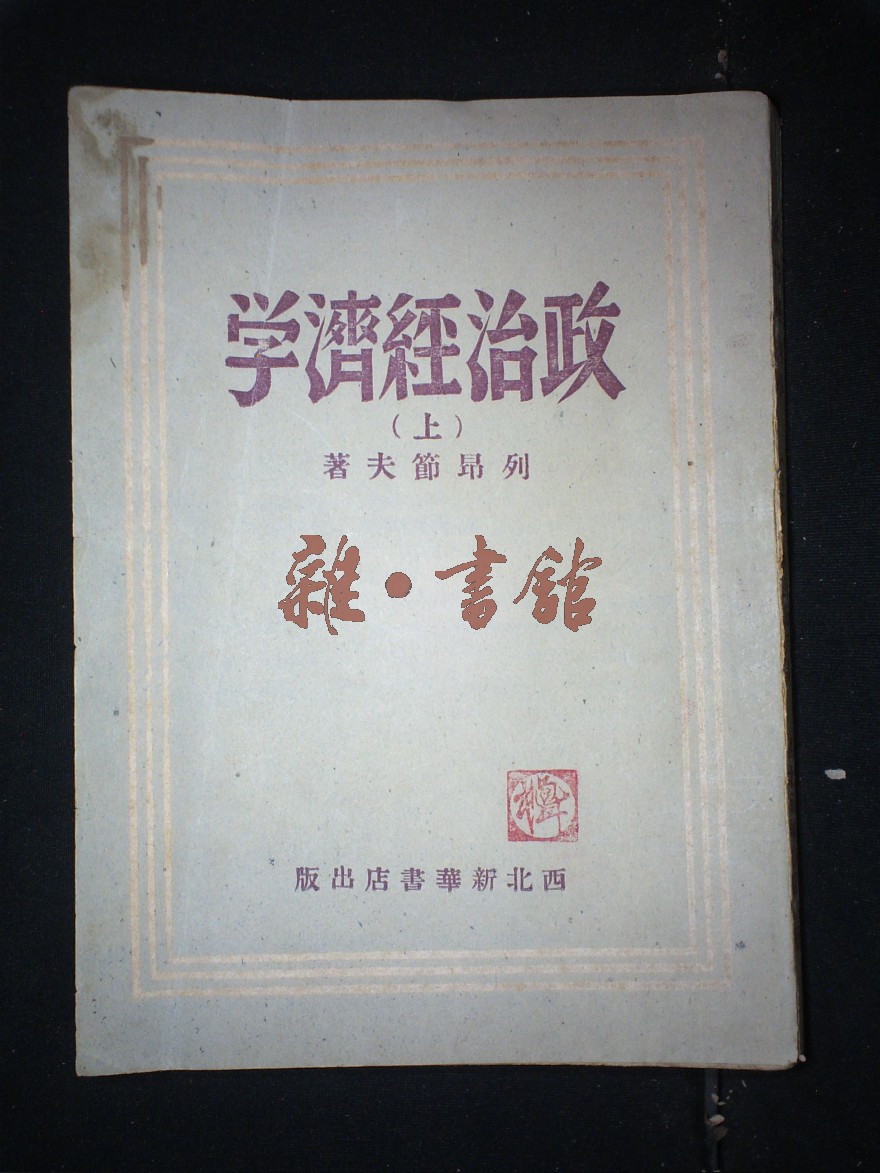 政治經濟学
（上）
列昂節夫著
雜·書館
西北新華書店出版